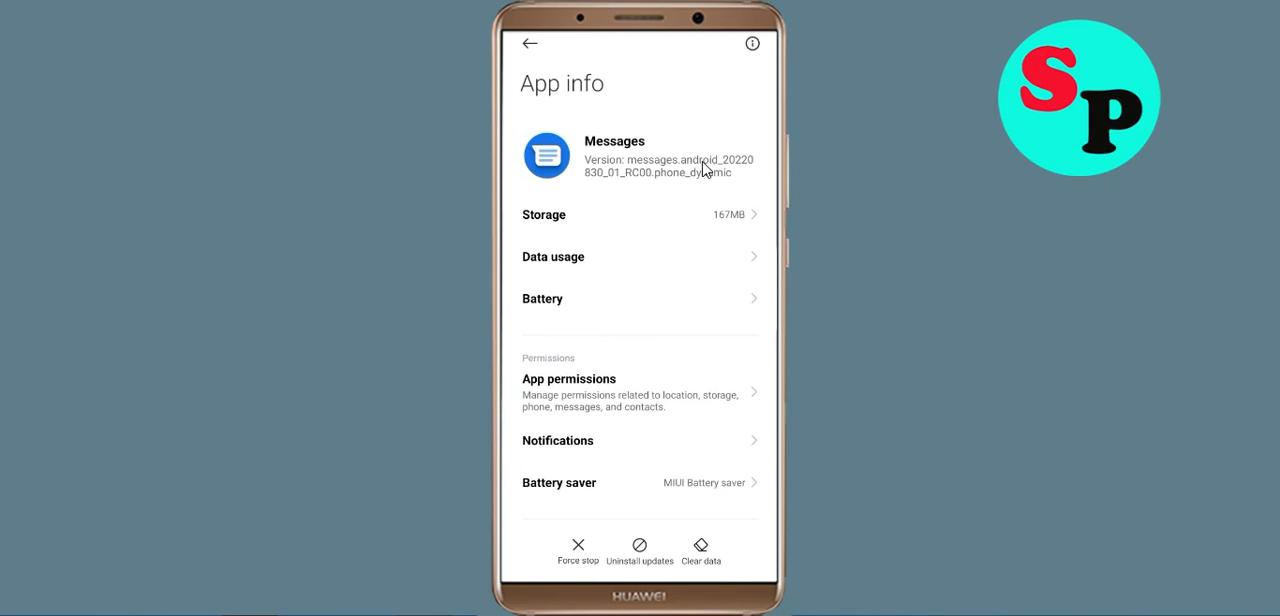 SP
App info
Messages
Version: messages.android_20220
830_01_RC00.phone_dynamic
Storage 167MB
Data usage
Battery
Permissions
App permissions
Manage permissions related to location, storage,
phone, messages, and contacts.
Notifications
Battery saver MIUI Battery saver
Force stop Uninstall updates Clear data
HUAWEI